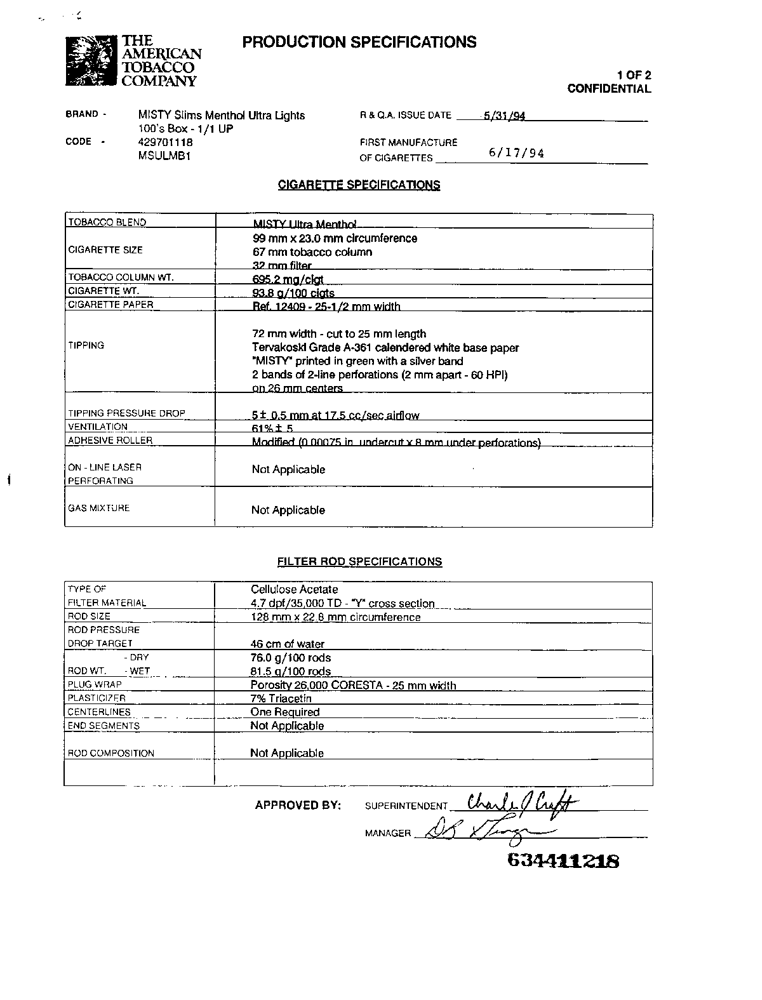 THE
AMERICAN
TOBACCO
COMPANY
PRODUCTION SPECIFICATIONS
1 OF 2
CONFIDENTIAL
BRAND - MISTY Slims Menthol Ultra Lights R & Q.A. ISSUE DATE 5/31/94
100's Box - 1/1 UP
CODE - 429701118 FIRST MANUFACTURE
MSULMB1 OF CIGARETTES 6/17/94
CIGARETTE SPECIFICATIONS
TOBACCO BLEND MISTY Ultra Menthol
99 mm x 23.0 mm circumference
CIGARETTE SIZE 67 mm tobacco column
32 mm filter
TOBACCO COLUMN WT. 695.2 mg/cigt
CIGARETTE WT. 93.8 g/100 cigts
CIGARETTE PAPER Ref. 12409 - 25-1/2 mm width
72 mm width - cut to 25 mm length
TIPPING Tervakoski Grade A-361 calendered white base paper
"MISTY" printed in green with a silver band
2 bands of 2-line perforations (2 mm apart - 60 HPI)
on 26 mm centers
TIPPING PRESSURE DROP 5± 0.5 mm at 17.5 cc/sec airflow
VENTILATION 61% ± 5
ADHESIVE ROLLER Modified (0.00075 in. undercut x 8 mm under perforations)
ON - LINE LASER Not Applicable
PERFORATING
GAS MIXTURE Not Applicable
FILTER ROD SPECIFICATIONS
TYPE OF Cellulose Acetate
FILTER MATERIAL 4.7 dpf/35,000 TD - "Y" cross section
ROD SIZE 128 mm x 22.8 mm circumference
ROD PRESSURE
DROP TARGET 46 cm of water
- DRY 76.0 g/100 rods
ROD WT. - WET 81.5 g/100 rods
PLUG WRAP Porosity 26,000 CORESTA - 25 mm width
PLASTICIZER 7% Triacetin
CENTERLINES One Required
END SEGMENTS Not Applicable
ROD COMPOSITION Not Applicable
APPROVED BY: SUPERINTENDENT
MANAGER
634411218